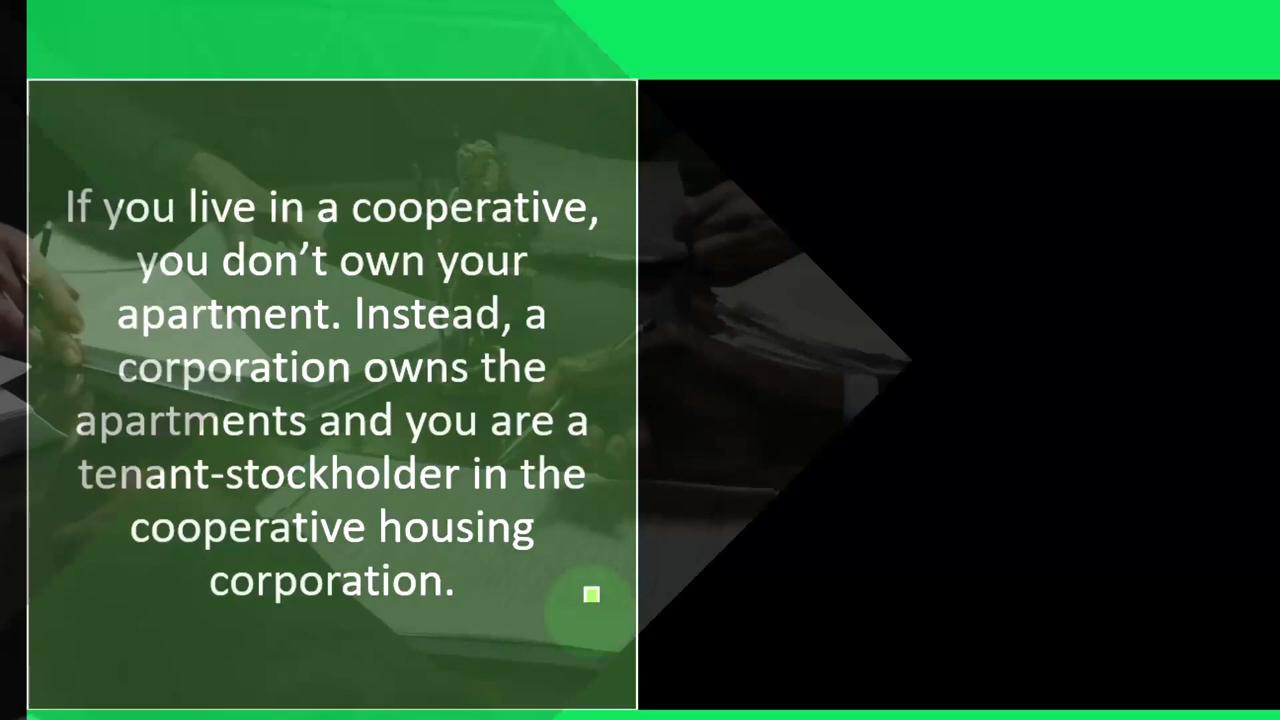 If you live in a cooperative,
you don’t own your
apartment. Instead, a
corporation owns the
apartments and you are a
tenant-stockholder in the
cooperative housing
corporation.